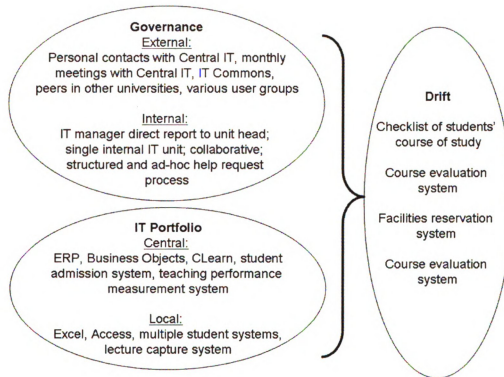 Governance
External:
Personal contacts with Central IT, monthly
meetings with Central IT, IT Commons,
peers in other universities, various user groups
Internal:
IT manager direct report to unit head;
single internal IT unit; collaborative;
structured and ad-hoc help request
process
IT Portfolio
Central:
ERP, Business Objects, CLearn, student
admission system, teaching performance
measurement system
Local:
Excel, Access, multiple student systems,
lecture capture system
Drift
Checklist of students'
course of study
Course evaluation
system
Facilities reservation
system
Course evaluation
system